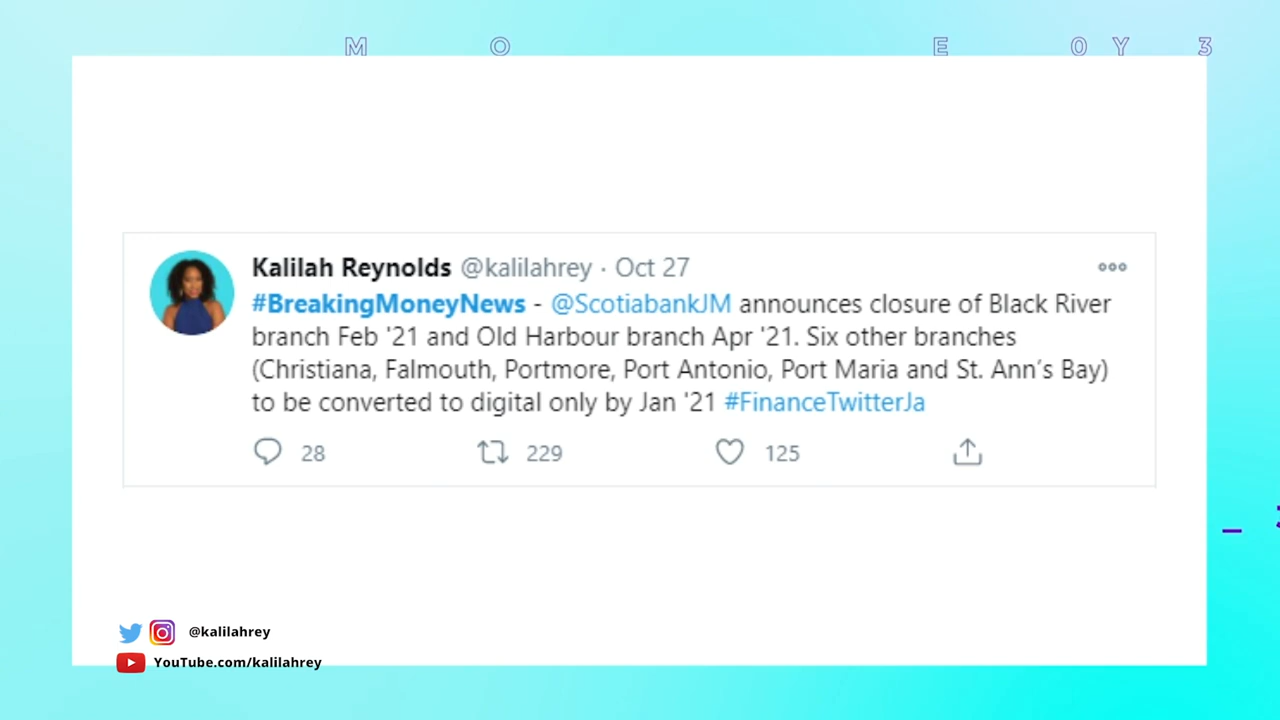 M O E 0 Y 3
Kalilah Reynolds @kalilahrey · Oct 27
#BreakingMoneyNews - @ScotiabankJM announces closure of Black River
branch Feb '21 and Old Harbour branch Apr '21. Six other branches
(Christiana, Falmouth, Portmore, Port Antonio, Port Maria and St. Ann’s Bay)
to be converted to digital only by Jan '21 #FinanceTwitterJa
28 229 125
@kalilahrey
YouTube.com/kalilahrey